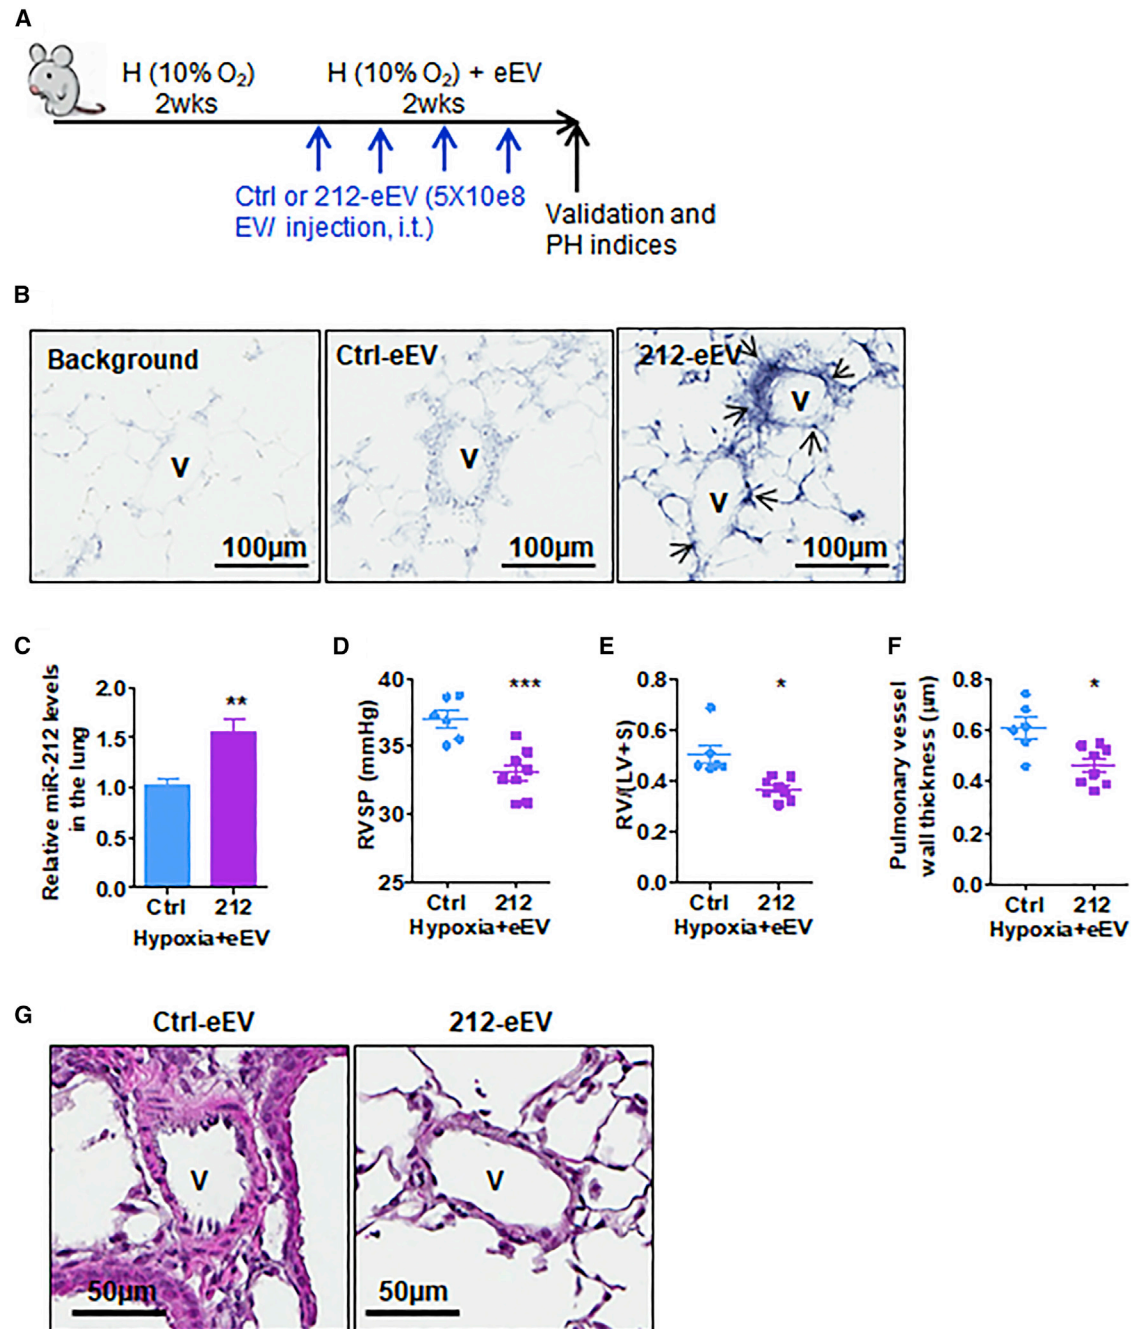 A
H (10% O₂)
2wks
H (10% O₂) + eEV
2wks
Ctrl or 212-eEV (5X10e8
EV/ injection, i.t.)
Validation and
PH indices
B
Background
V
100µm
Ctrl-eEV
V
100µm
212-eEV
V
V
100µm
C
Relative miR-212 levels
in the lung
2.0
1.5
1.0
0.5
0.0
**
Ctrl 212
Hypoxia+eEV
D
RVSP (mmHg)
40
35
30
25
***
Ctrl 212
Hypoxia+eEV
E
RV/(LV+S)
0.8
0.6
0.4
0.2
0.0
*
Ctrl 212
Hypoxia+eEV
F
Pulmonary vessel
wall thickness (µm)
0.8
0.6
0.4
0.2
0.0
*
Ctrl 212
Hypoxia+eEV
G
Ctrl-eEV
V
50µm
212-eEV
V
50µm